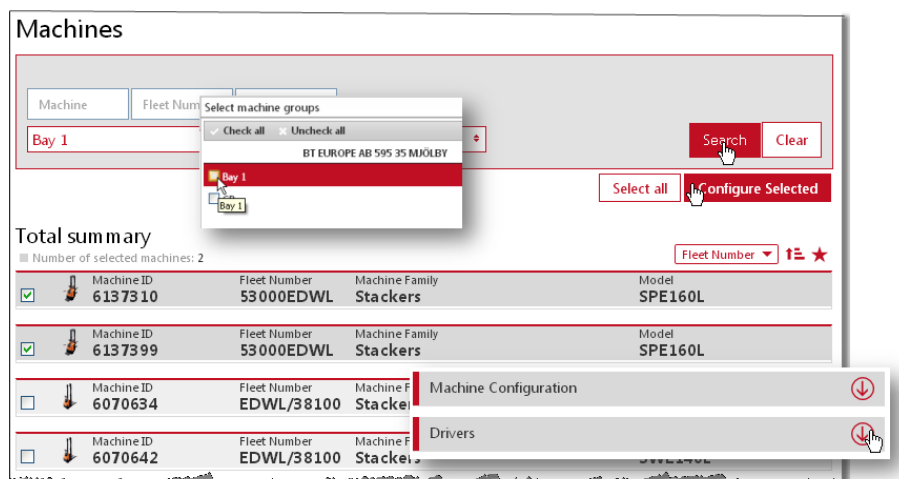 Machines
Machine Fleet Num
Select machine groups
Check all Uncheck all
BT EUROPE AB 595 35 MJÖLBY
Bay 1
Bay 1
Bay 1
Search Clear
Select all Configure Selected
Total summary
Number of selected machines: 2
Fleet Number
Machine ID Fleet Number Machine Family Model
6137310 53000EDWL Stackers SPE160L
Machine ID Fleet Number Machine Family Model
6137399 53000EDWL Stackers SPE160L
Machine ID Fleet Number Machine F
6070634 EDWL/38100 Stacke
Machine Configuration
Drivers
Machine ID Fleet Number Machine F
6070642 EDWL/38100 Stackers